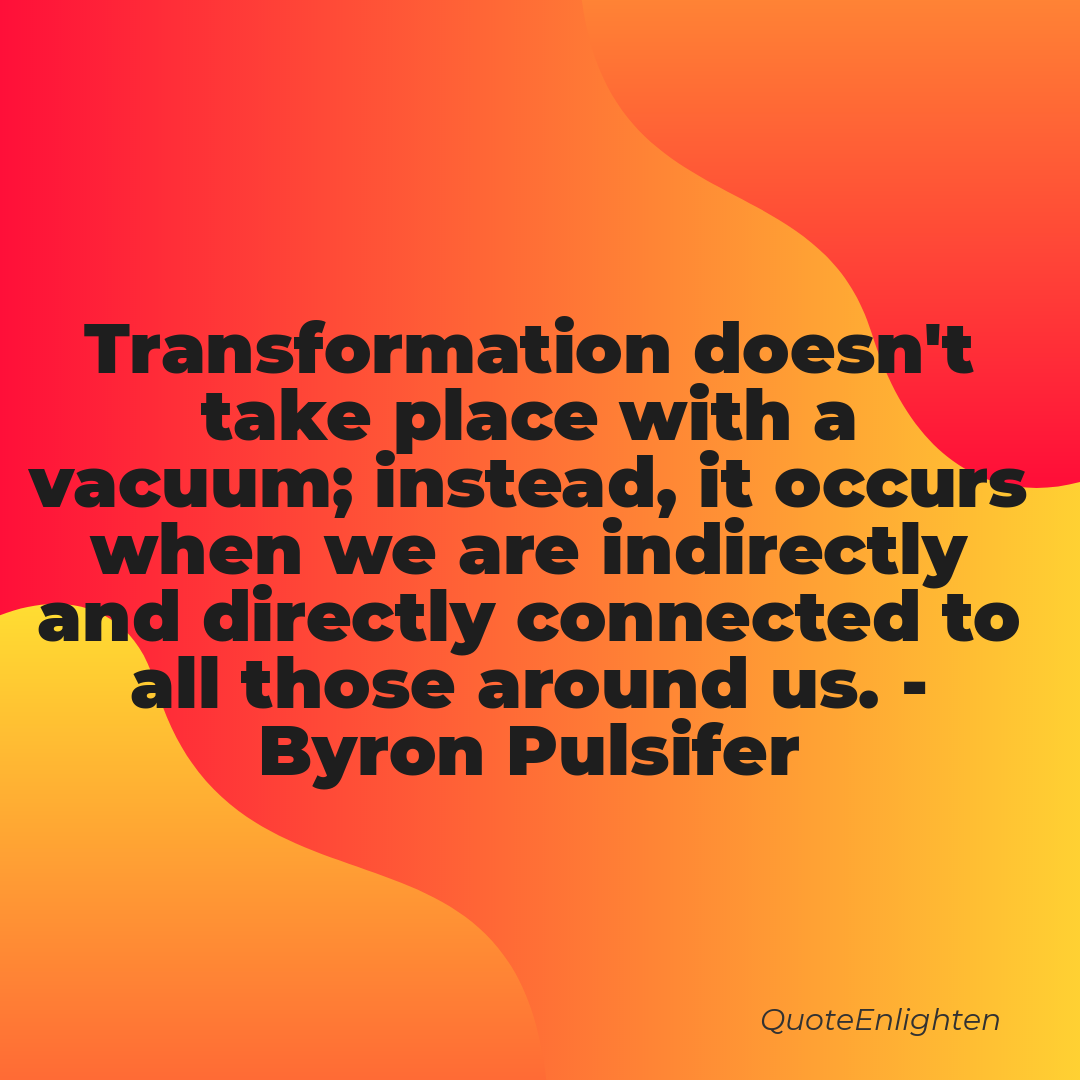 Transformation doesn't
take place with a
vacuum; instead, it occurs
when we are indirectly
and directly connected to
all those around us. -
Byron Pulsifer
QuoteEnlighten